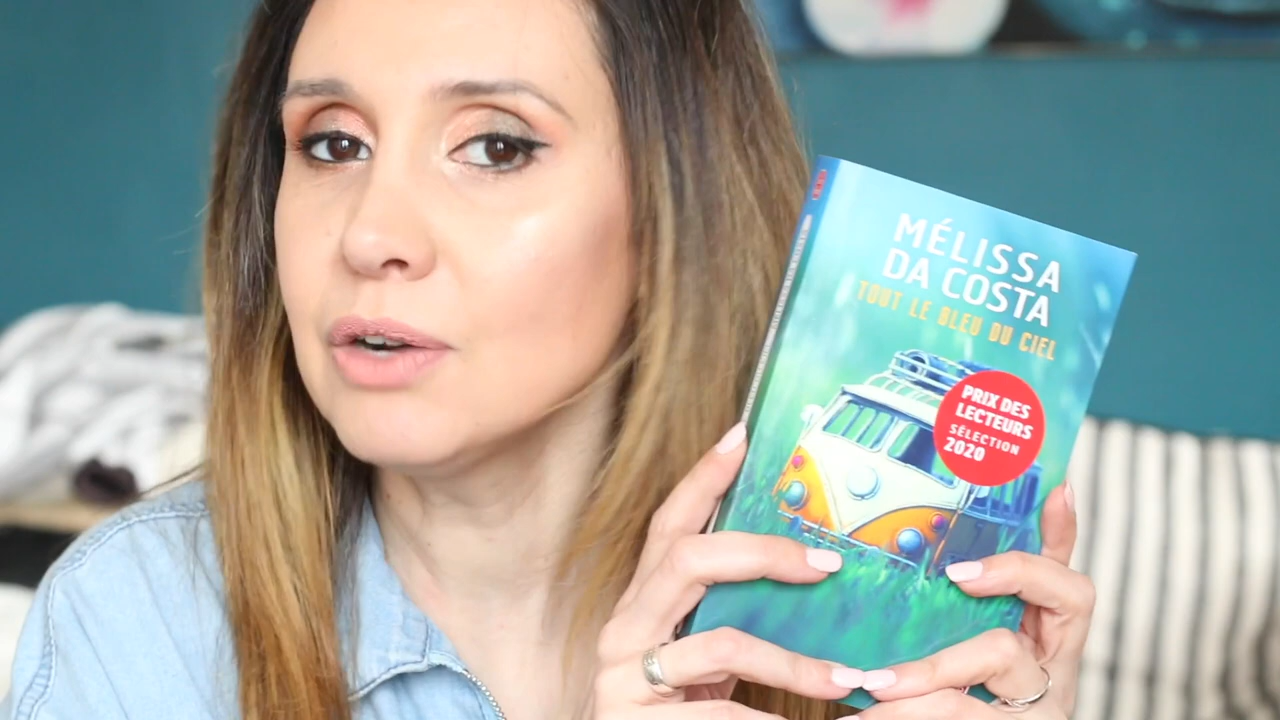 MÉLISSA
DA COSTA
TOUT LE BLEU DU CIEL
PRIX DES
LECTEURS
SÉLECTION
2020